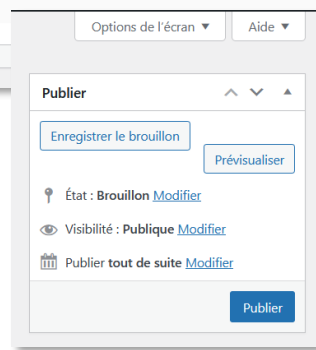 Options de l'écran ▼ Aide ▼
Publier
Enregistrer le brouillon
Prévisualiser
État : Brouillon Modifier
Visibilité : Publique Modifier
Publier tout de suite Modifier
Publier